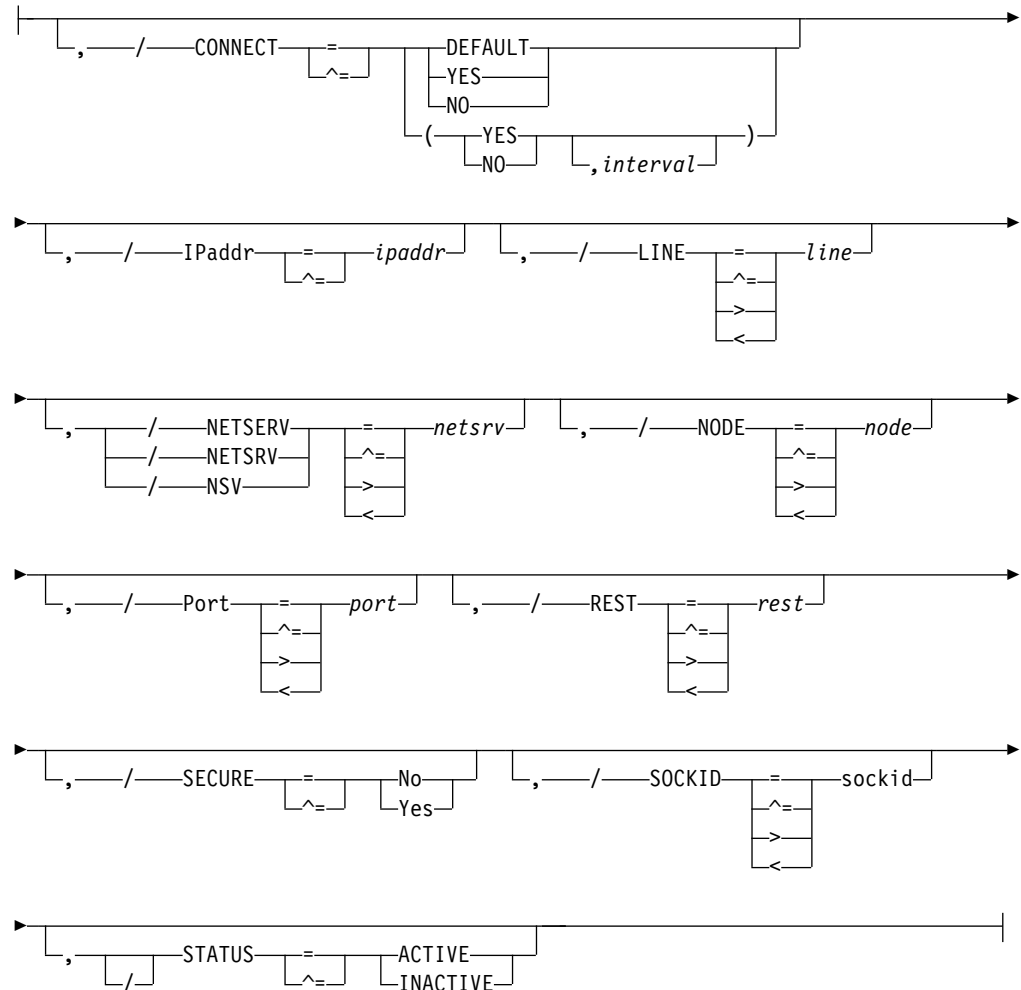 , / CONNECT = DEFAULT
^= YES
NO
( YES )
NO ,interval
, / IPaddr = ipaddr , / LINE = line
^= ^=
>
<
, / NETSERV = netsrv , / NODE = node
/ NETSRV ^= ^=
/ NSV > >
< <
, / Port = port , / REST = rest
^= ^=
> >
< <
, / SECURE = No , / SOCKID = sockid
^= Yes ^=
>
<
, STATUS = ACTIVE
/ ^= INACTIVE